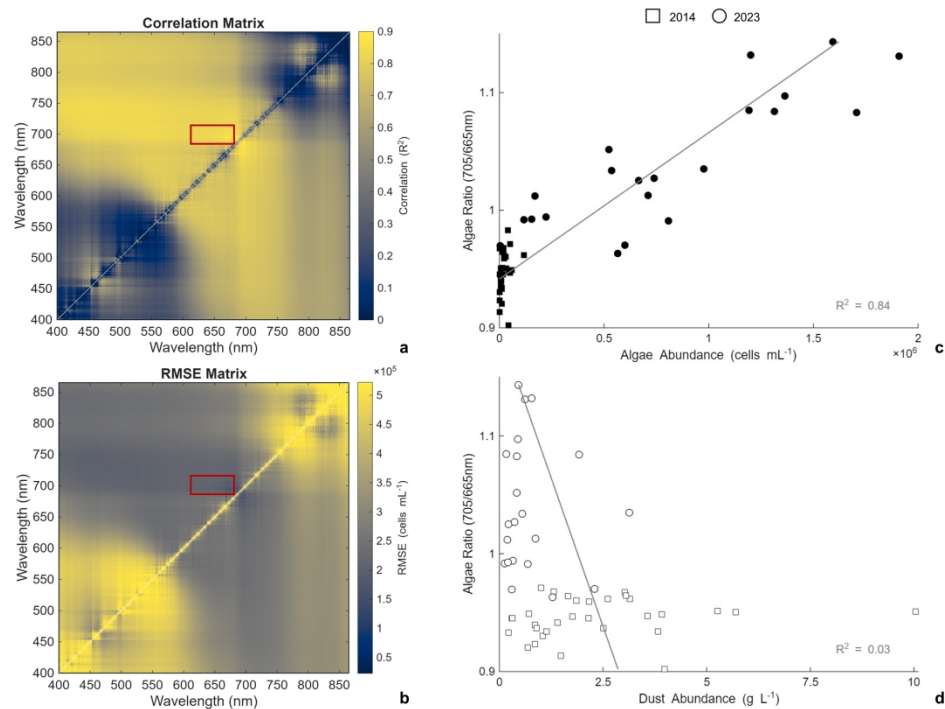 Correlation Matrix
850
800
750
700
650
600
550
500
450
400
Wavelength (nm)
400 450 500 550 600 650 700 750 800 850
Wavelength (nm)
0.9
0.8
0.7
0.6
0.5
0.4
0.3
0.2
0.1
0
Correlation (R²)
a
2014 2023
1.1
1
0.9
Algae Ratio (705/665nm)
R² = 0.84
0 0.5 1 1.5 2
Algae Abundance (cells mL⁻¹)
×10⁶
c
RMSE Matrix
850
800
750
700
650
600
550
500
450
400
Wavelength (nm)
400 450 500 550 600 650 700 750 800 850
Wavelength (nm)
×10⁵
5
4.5
4
3.5
3
2.5
2
1.5
1
0.5
RMSE (cells mL⁻¹)
b
1.1
1
0.9
Algae Ratio (705/665nm)
R² = 0.03
0 2.5 5 7.5 10
Dust Abundance (g L⁻¹)
d